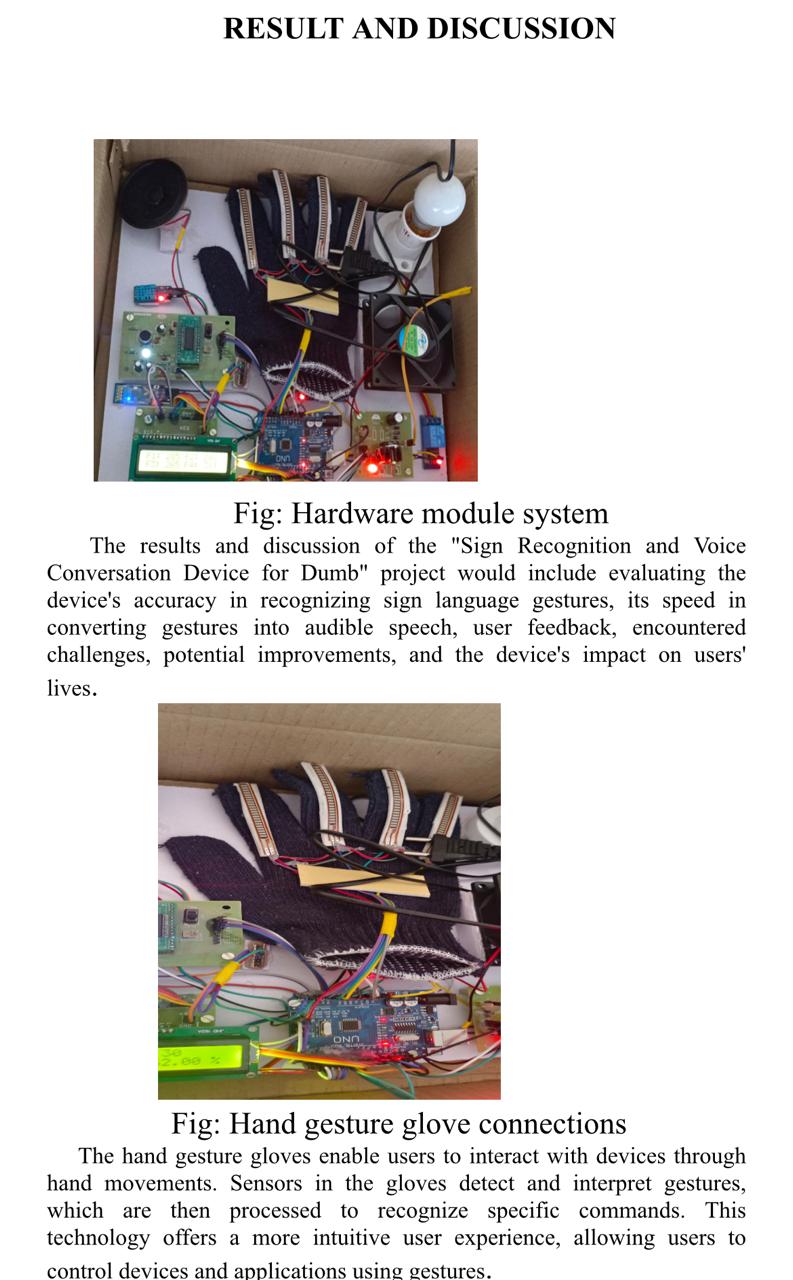 RESULT AND DISCUSSION
UNO
Fig: Hardware module system
The results and discussion of the "Sign Recognition and Voice
Conversation Device for Dumb" project would include evaluating the
device's accuracy in recognizing sign language gestures, its speed in
converting gestures into audible speech, user feedback, encountered
challenges, potential improvements, and the device's impact on users'
lives.
UNO
30
2.00 %
Fig: Hand gesture glove connections
The hand gesture gloves enable users to interact with devices through
hand movements. Sensors in the gloves detect and interpret gestures,
which are then processed to recognize specific commands. This
technology offers a more intuitive user experience, allowing users to
control devices and applications using gestures.